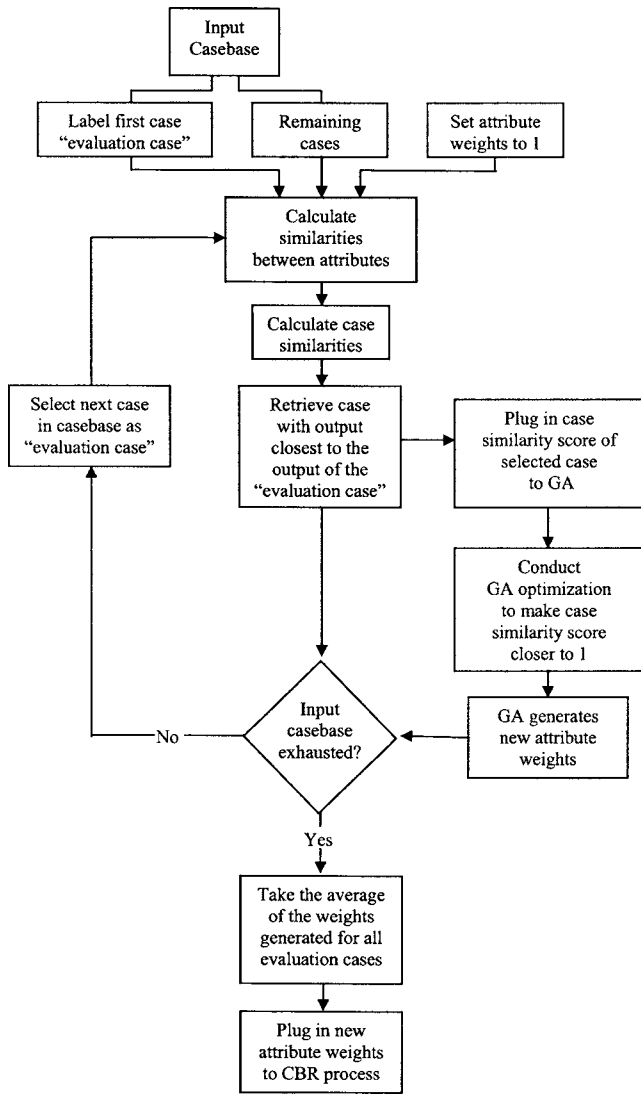 Input
Casebase
Label first case
“evaluation case”
Remaining
cases
Set attribute
weights to 1
Calculate
similarities
between attributes
Calculate case
similarities
Select next case
in casebase as
“evaluation case”
Retrieve case
with output
closest to the
output of the
“evaluation case”
Plug in case
similarity score of
selected case
to GA
Conduct
GA optimization
to make case
similarity score
closer to 1
GA generates
new attribute
weights
Input
casebase
exhausted?
No
Yes
Take the average
of the weights
generated for all
evaluation cases
Plug in new
attribute weights
to CBR process